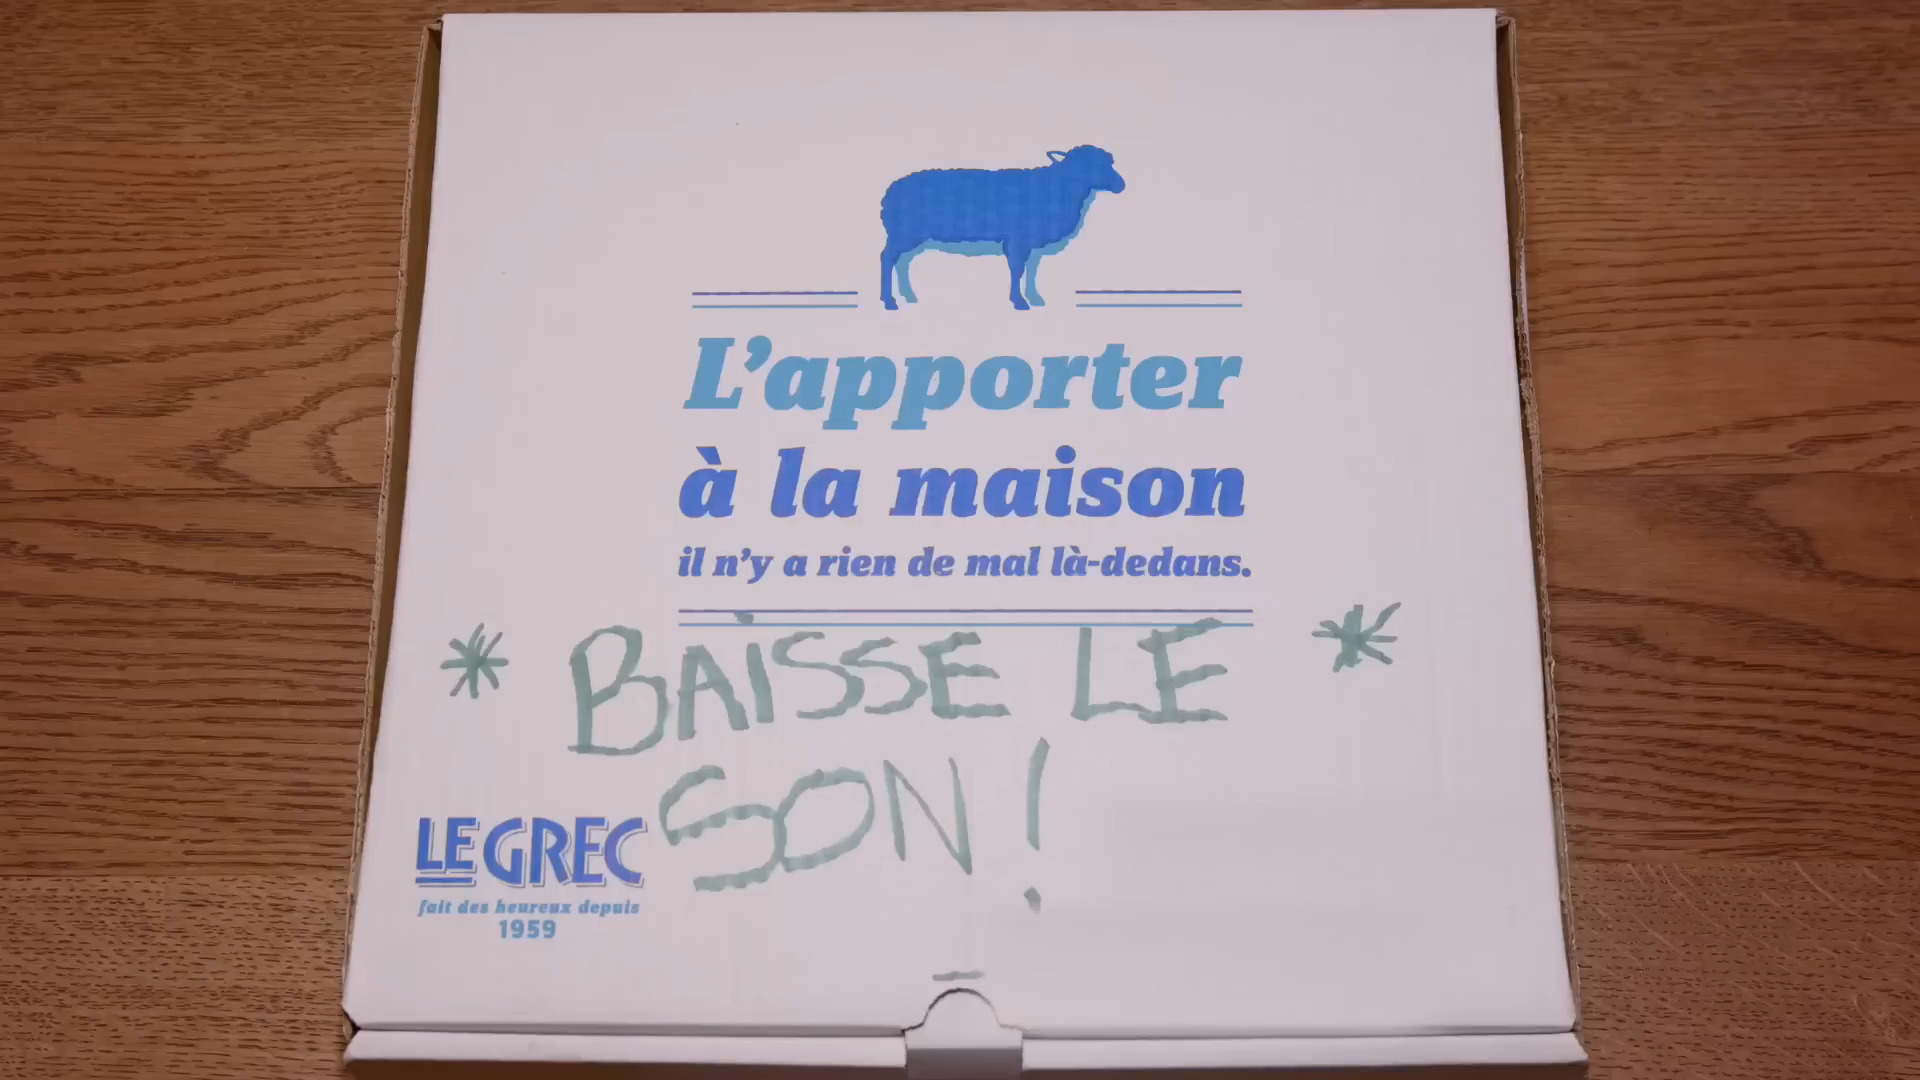 L'apporter
à la maison
il n'y a rien de mal là-dedans.
* BAISSE LE *
SON !
LE GREC
fait des heureux depuis
1959